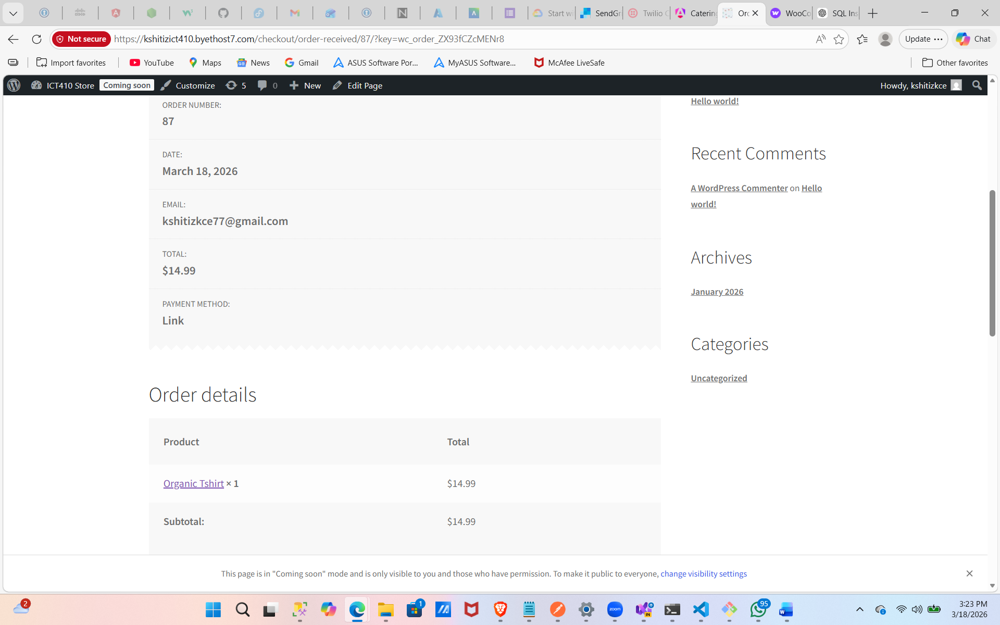 Start wi
SendGri
Twilio C
Catering
Orc
WooCo
SQL Ins
Not secure
https://kshitizict410.byethost7.com/checkout/order-received/87/?key=wc_order_ZX93fCZcMENr8
Update
Chat
Import favorites
YouTube
Maps
News
Gmail
ASUS Software Por...
MyASUS Software...
McAfee LiveSafe
Other favorites
ICT410 Store
Coming soon
Customize
5
0
New
Edit Page
Howdy, kshitizkce
ORDER NUMBER:
87
DATE:
March 18, 2026
EMAIL:
kshitizkce77@gmail.com
TOTAL:
$14.99
PAYMENT METHOD:
Link
Hello world!
Recent Comments
A WordPress Commenter on Hello
world!
Archives
January 2026
Categories
Uncategorized
Order details
Product Total
Organic Tshirt × 1 $14.99
Subtotal: $14.99
This page is in "Coming soon" mode and is only visible to you and those who have permission. To make it public to everyone, change visibility settings
2
1
zoom
IN
95
3:23 PM
3/18/2026